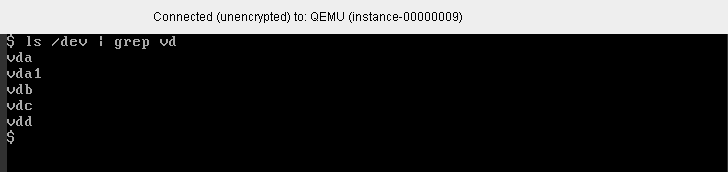 Connected (unencrypted) to: QEMU (instance-00000009)
$ ls /dev | grep vd
vda
vda1
vdb
vdc
vdd
$